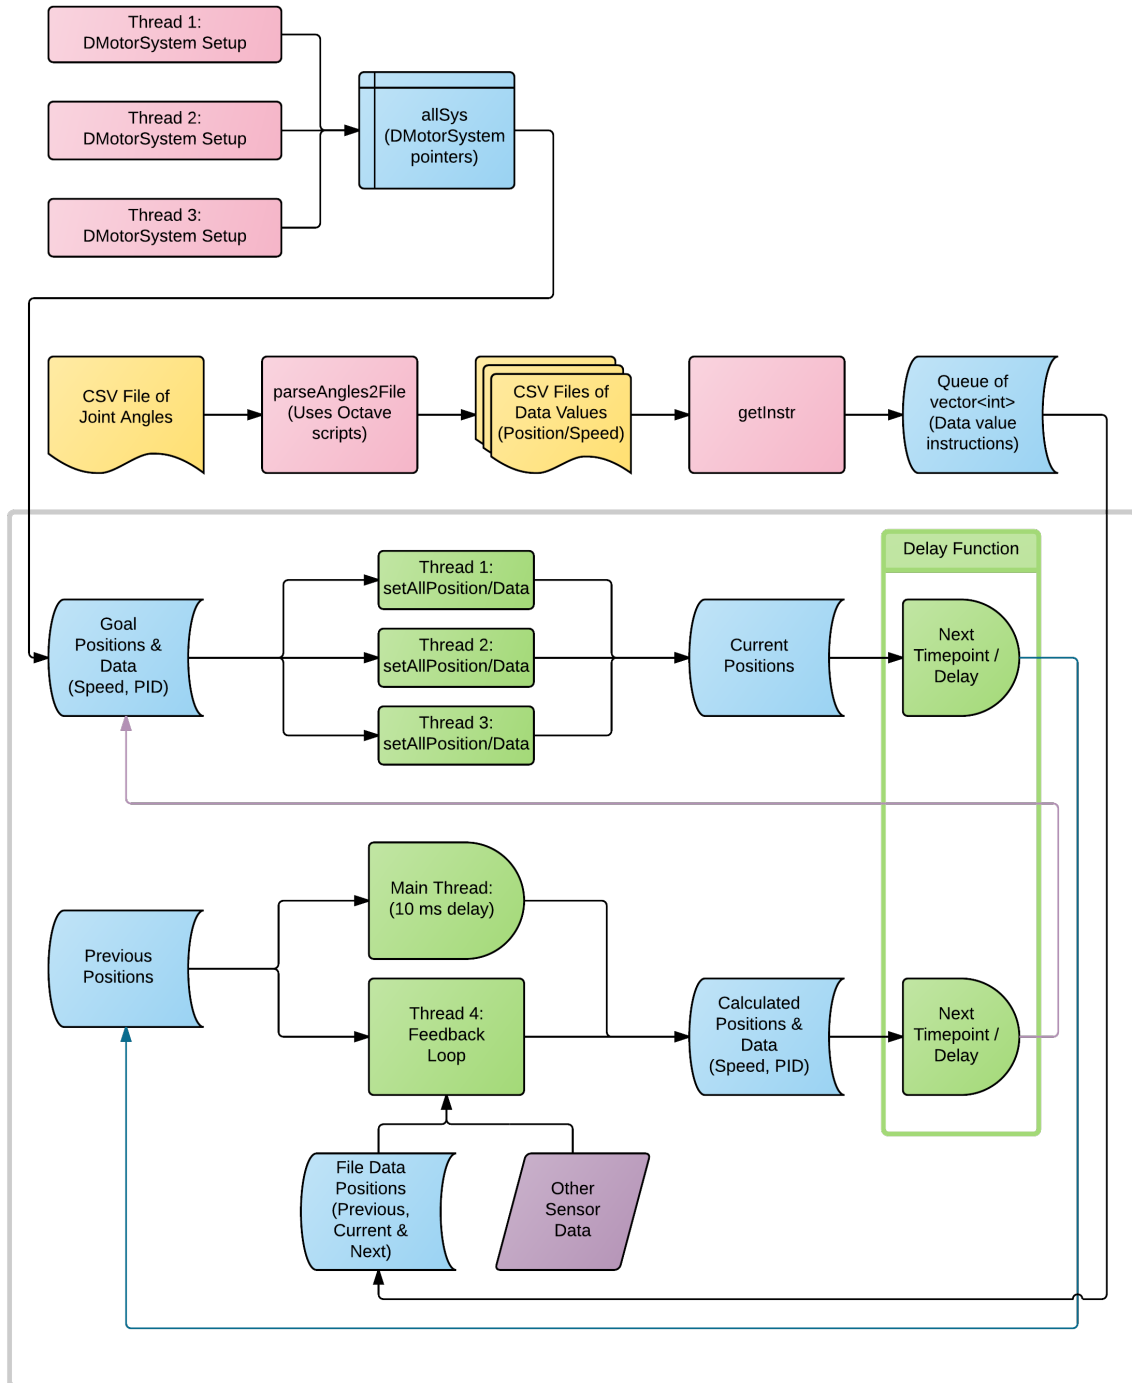 Thread 1:
DMotorSystem Setup
Thread 2:
DMotorSystem Setup
Thread 3:
DMotorSystem Setup
allSys
(DMotorSystem
pointers)
CSV File of
Joint Angles
parseAngles2File
(Uses Octave
scripts)
CSV Files of
Data Values
(Position/Speed)
getInstr
Queue of
vector<int>
(Data value
instructions)
Goal
Positions &
Data
(Speed, PID)
Thread 1:
setAllPosition/Data
Thread 2:
setAllPosition/Data
Thread 3:
setAllPosition/Data
Current
Positions
Delay Function
Next
Timepoint /
Delay
Previous
Positions
Main Thread:
(10 ms delay)
Thread 4:
Feedback
Loop
Calculated
Positions &
Data
(Speed, PID)
Next
Timepoint /
Delay
File Data
Positions
(Previous,
Current &
Next)
Other
Sensor
Data